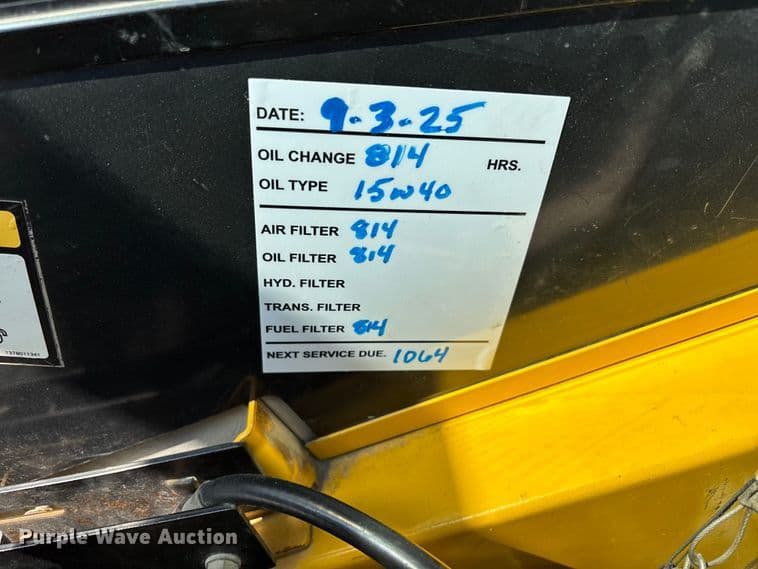 DATE: 9-3-25
OIL CHANGE 814 HRS.
OIL TYPE 15W40
AIR FILTER 814
OIL FILTER 814
HYD. FILTER
TRANS. FILTER
FUEL FILTER 814
NEXT SERVICE DUE. 1064
Purple Wave Auction